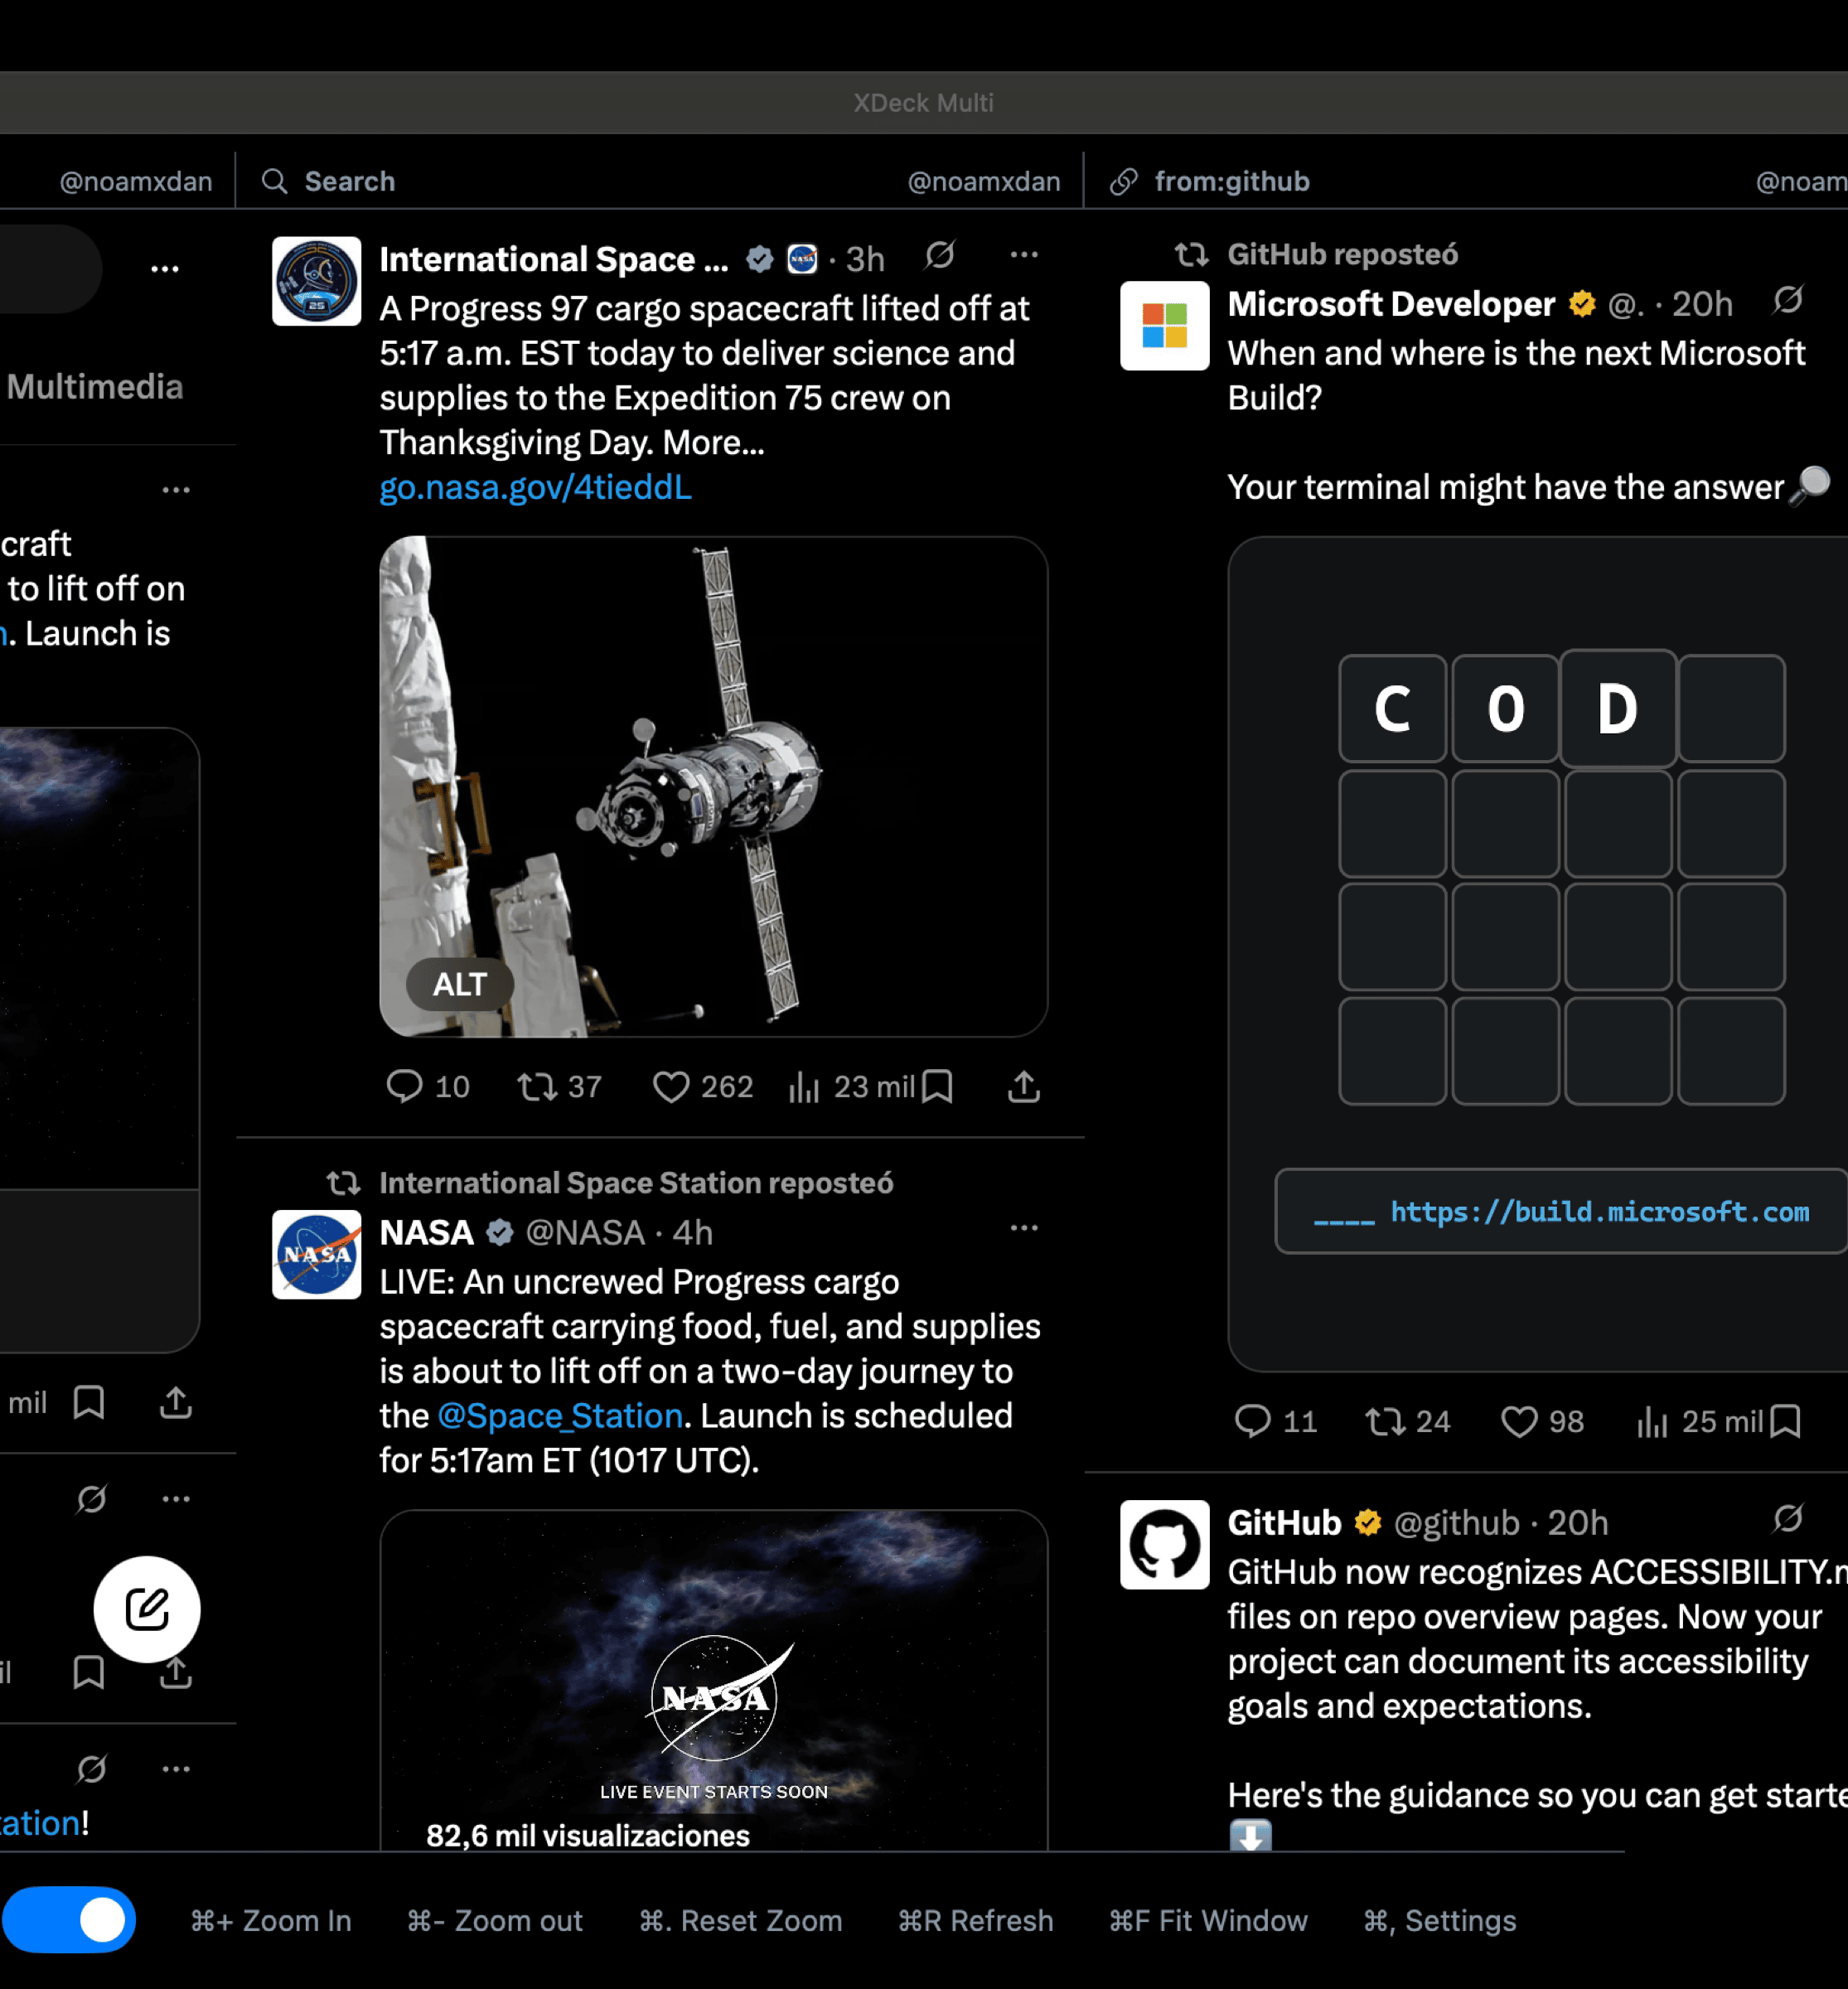 XDeck Multi
@noamxdan
Multimedia
craft
to lift off on
. Launch is
mil
ation!
Search
@noamxdan
International Space ... · 3h
A Progress 97 cargo spacecraft lifted off at
5:17 a.m. EST today to deliver science and
supplies to the Expedition 75 crew on
Thanksgiving Day. More...
go.nasa.gov/4tieddL
ALT
10 37 262 23 mil
International Space Station reposteó
NASA @NASA · 4h
LIVE: An uncrewed Progress cargo
spacecraft carrying food, fuel, and supplies
is about to lift off on a two-day journey to
the @Space_Station. Launch is scheduled
for 5:17am ET (1017 UTC).
NASA
LIVE EVENT STARTS SOON
82,6 mil visualizaciones
from:github
@noam
GitHub reposteó
Microsoft Developer @. · 20h
When and where is the next Microsoft
Build?
Your terminal might have the answer
C O D
____ https://build.microsoft.com
11 24 98 25 mil
GitHub @github · 20h
GitHub now recognizes ACCESSIBILITY.m
files on repo overview pages. Now your
project can document its accessibility
goals and expectations.
Here's the guidance so you can get starte
⌘+ Zoom In ⌘- Zoom out ⌘. Reset Zoom ⌘R Refresh ⌘F Fit Window ⌘, Settings